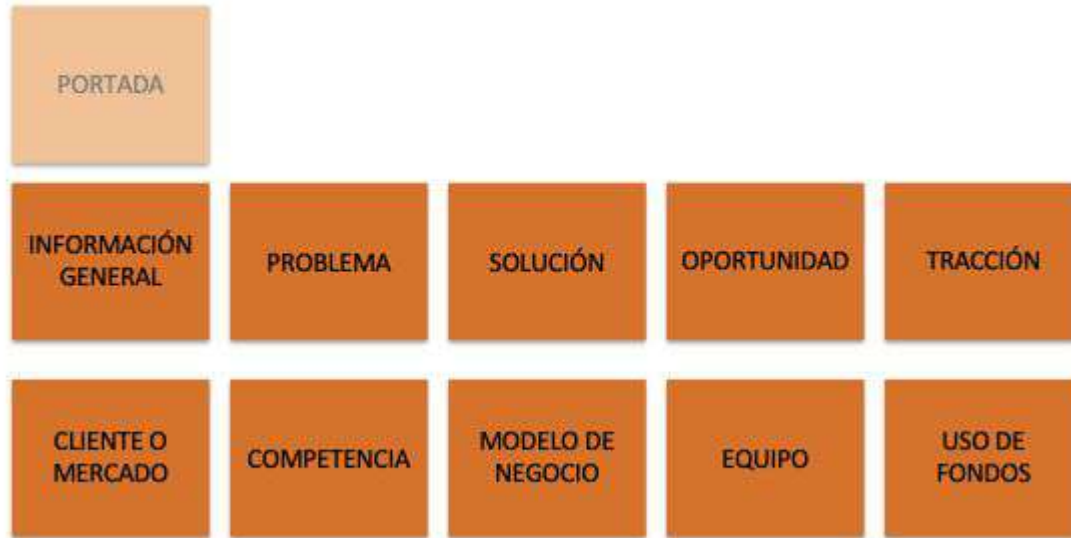 PORTADA
INFORMACIÓN
GENERAL
PROBLEMA
SOLUCIÓN
OPORTUNIDAD
TRACCIÓN
CLIENTE O
MERCADO
COMPETENCIA
MODELO DE
NEGOCIO
EQUIPO
USO DE
FONDOS